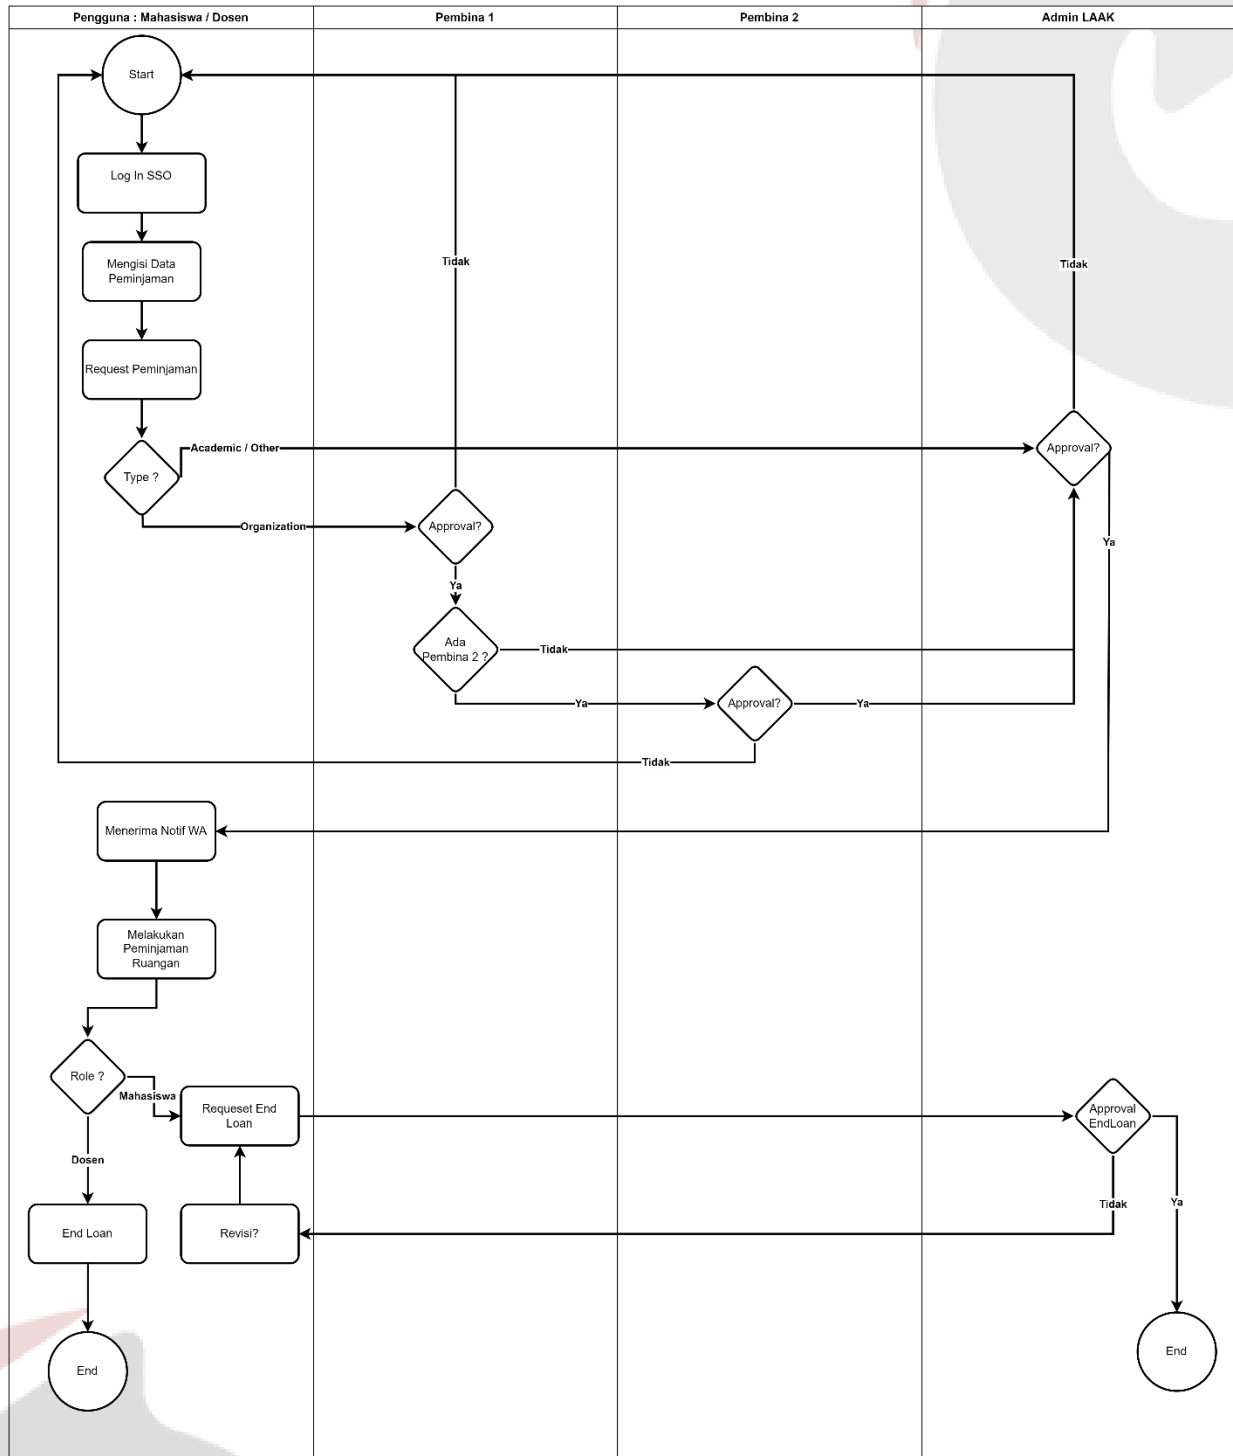 Pengguna : Mahasiswa / Dosen
Pembina 1
Pembina 2
Admin LAAK
Start
Log In SSO
Mengisi Data
Peminjaman
Tidak
Tidak
Request Peminjaman
Type ?
Academic / Other
Approval?
Organization
Approval?
Ya
Ya
Ada
Pembina 2 ?
Tidak
Ya
Approval?
Ya
Tidak
Menerima Notif WA
Melakukan
Peminjaman
Ruangan
Role ?
Mahasiswa
Requeset End
Loan
Approval
EndLoan
Dosen
End Loan
Revisi?
Tidak
Ya
End
End